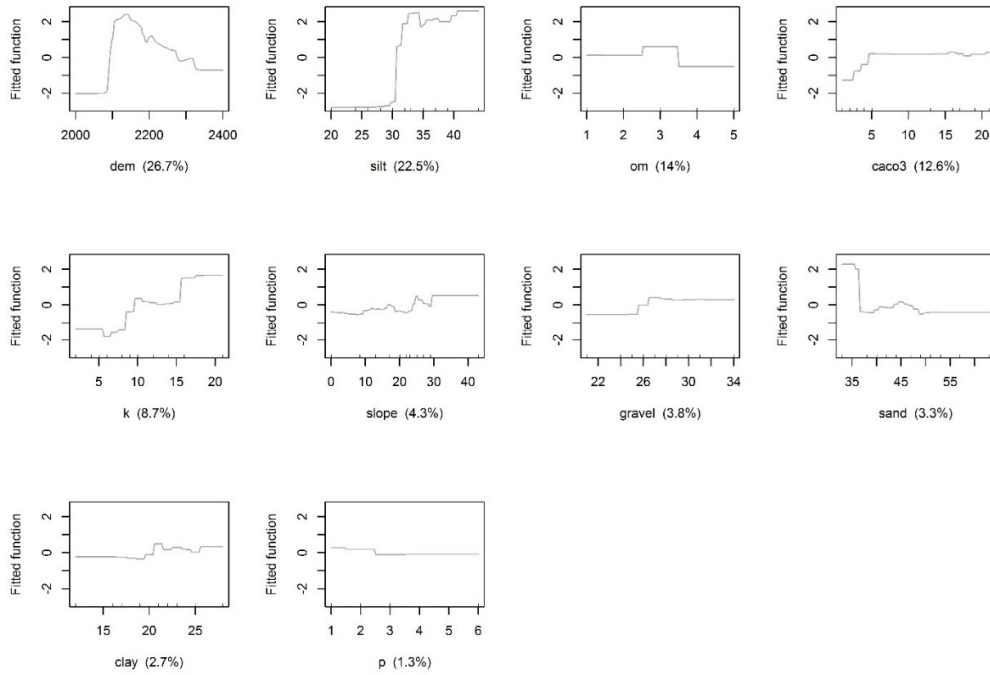 Fitted function
-2 0 2
2000 2100 2200 2300 2400
dem (26.7%)
Fitted function
-2 0 2
20 25 30 35 40
silt (22.5%)
Fitted function
-2 0 2
1 2 3 4 5
om (14%)
Fitted function
-2 0 2
5 10 15 20
caco3 (12.6%)
Fitted function
-2 0 2
5 10 15 20
k (8.7%)
Fitted function
-2 0 2
0 10 20 30 40
slope (4.3%)
Fitted function
-2 0 2
22 26 30 34
gravel (3.8%)
Fitted function
-2 0 2
35 45 55
sand (3.3%)
Fitted function
-2 0 2
15 20 25
clay (2.7%)
Fitted function
-2 0 2
1 2 3 4 5 6
p (1.3%)